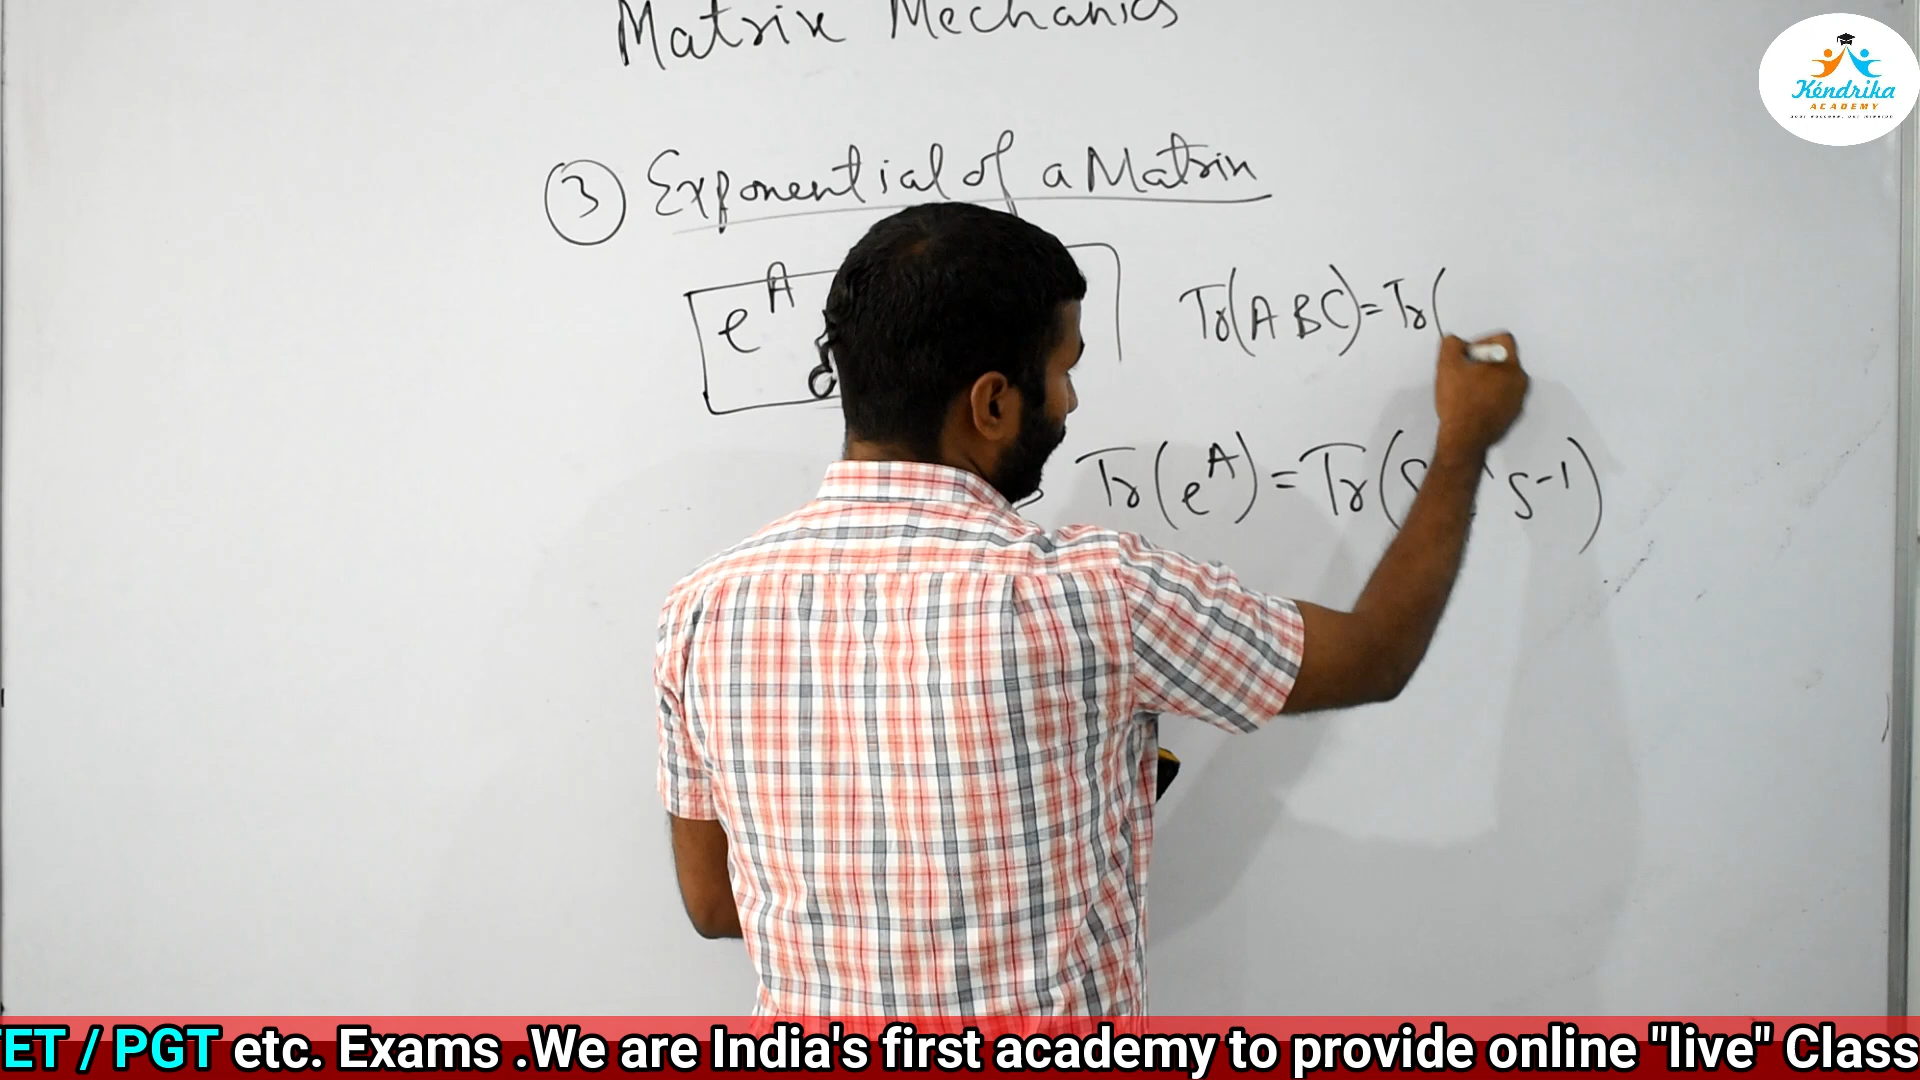 Matrix Mechanics
3 Exponential of a Matrix
e^A
Tr(ABC)=Tr(
Tr(e^A)=Tr(S S^-1)
Kéndrika
ACADEMY
ET / PGT etc. Exams .We are India's first academy to provide online "live" Class